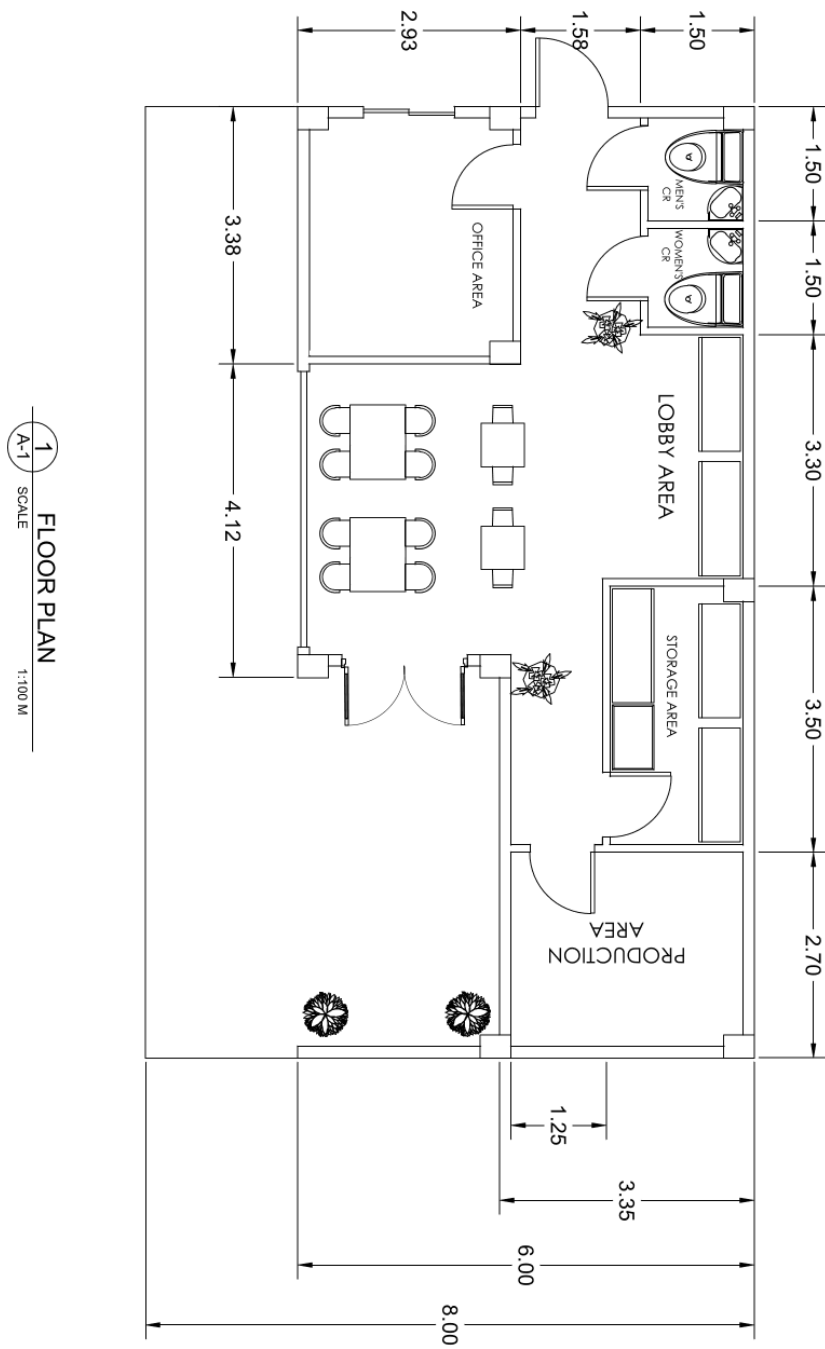 2.93
1.58
1.50
1.50
1.50
3.30
3.50
2.70
3.38
4.12
MEN'S
CR
WOMEN'S
CR
OFFICE AREA
LOBBY AREA
STORAGE AREA
PRODUCTION
AREA
1.25
3.35
6.00
8.00
1
A-1
FLOOR PLAN
SCALE
1:100 M